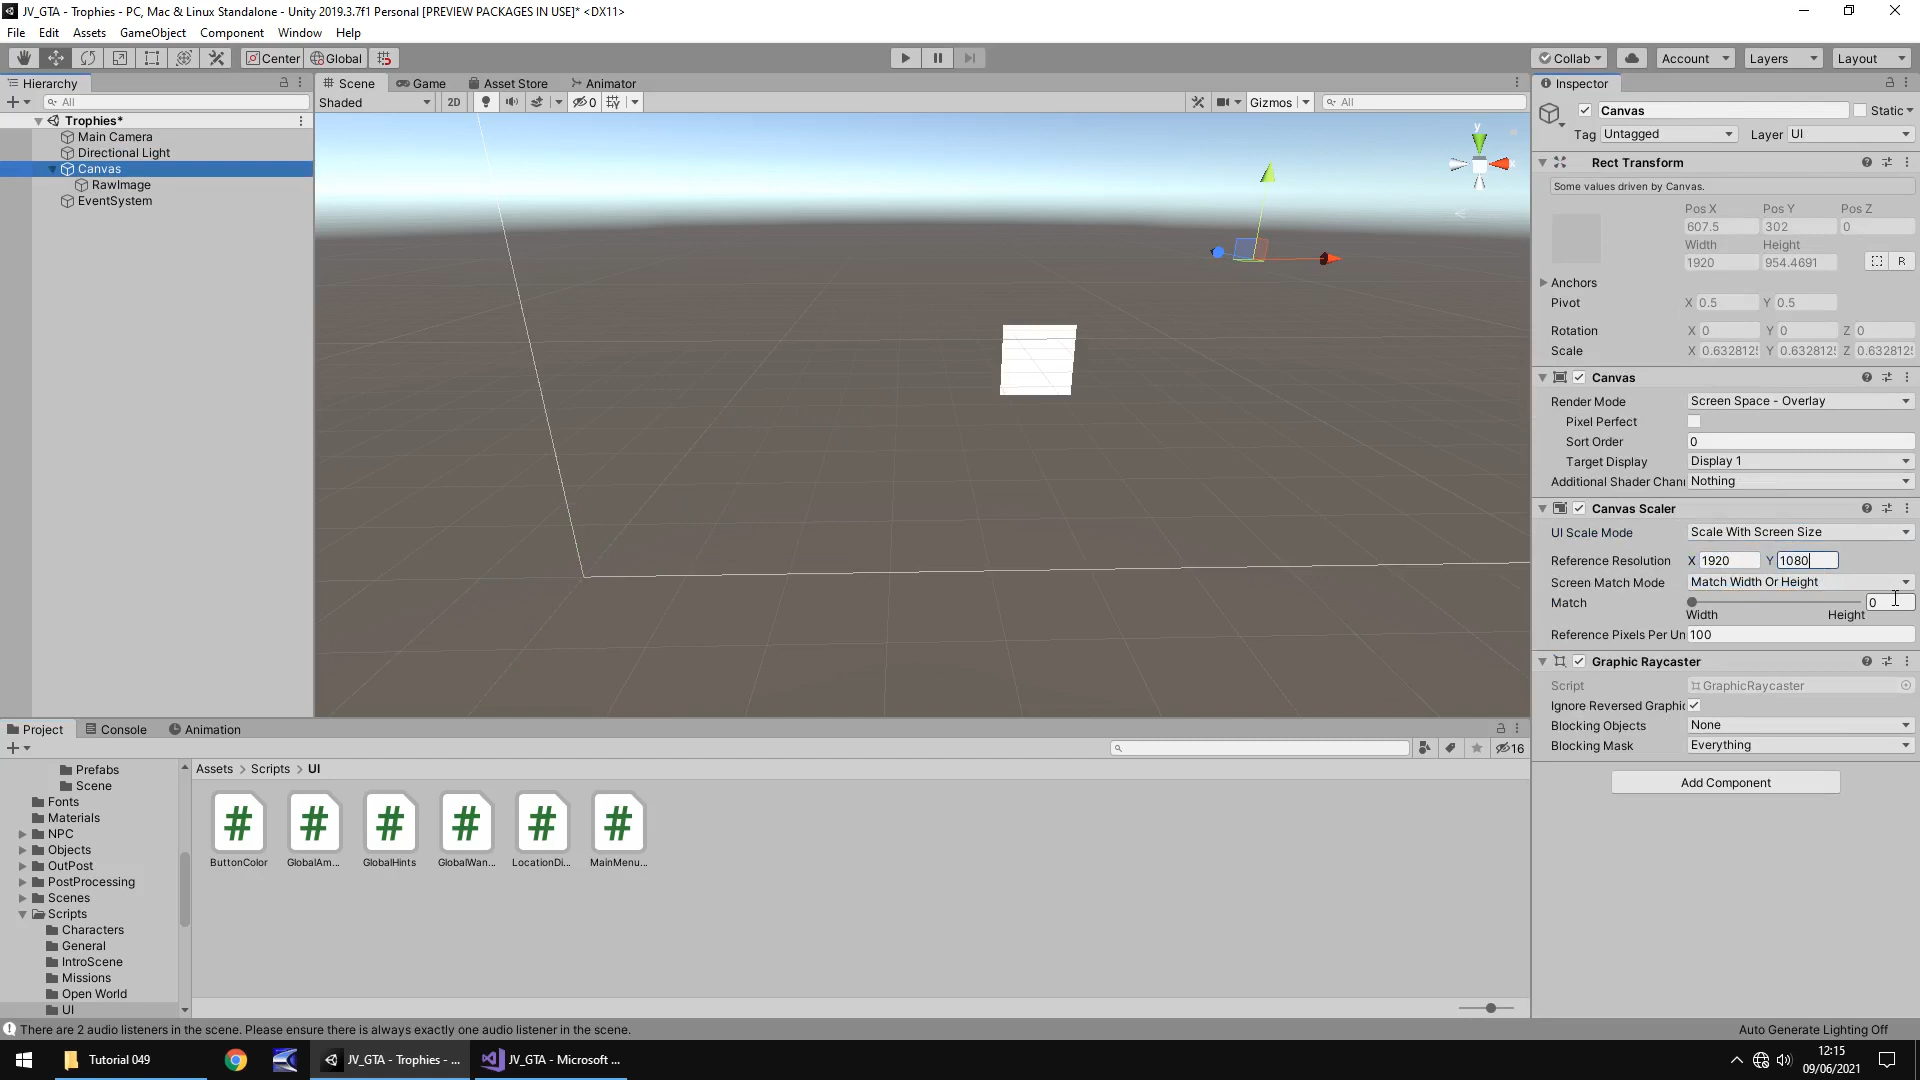 JV_GTA - Trophies - PC, Mac & Linux Standalone - Unity 2019.3.7f1 Personal [PREVIEW PACKAGES IN USE]* <DX11>
File Edit Assets GameObject Component Window Help
Center Global Collab Account Layers Layout
Hierarchy Scene Game Asset Store Animator Inspector
All Shaded 2D 0 Gizmos All
Canvas Static
Tag Untagged Layer UI
Trophies*
Main Camera
Directional Light
Canvas
RawImage
EventSystem
y
x
Rect Transform
Some values driven by Canvas.
Pos X Pos Y Pos Z
607.5 302 0
Width Height
1920 954.4691 R
Anchors
Pivot X 0.5 Y 0.5
Rotation X 0 Y 0 Z 0
Scale X 0.632812 Y 0.632812 Z 0.632812
Canvas
Render Mode Screen Space - Overlay
Pixel Perfect
Sort Order 0
Target Display Display 1
Additional Shader Chan Nothing
Canvas Scaler
UI Scale Mode Scale With Screen Size
Reference Resolution X 1920 Y 1080
Screen Match Mode Match Width Or Height
Match 0
Width Height
Reference Pixels Per Un 100
Graphic Raycaster
Script GraphicRaycaster
Ignore Reversed Graphic
Blocking Objects None
Blocking Mask Everything
Add Component
Project Console Animation
16
Assets > Scripts > UI
Prefabs
Scene
Fonts
Materials
NPC
Objects
OutPost
PostProcessing
Scenes
Scripts
Characters
General
IntroScene
Missions
Open World
UI
ButtonColor GlobalAm... GlobalHints GlobalWan... LocationDi... MainMenu...
There are 2 audio listeners in the scene. Please ensure there is always exactly one audio listener in the scene.
Auto Generate Lighting Off
Tutorial 049 JV_GTA - Trophies - ... JV_GTA - Microsoft ...
12:15
09/06/2021